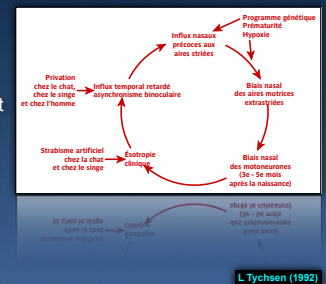 Programme génétique
Prématurité
Hypoxie
Influx nasaux
précoces aux
aires striées
Privation
chez le chat,
chez le singe
et chez l'homme
Influx temporal retardé
asynchronisme binoculaire
Biais nasal
des aires motrices
extrastriées
Strabisme artificiel
chez la chat
et chez le singe
Ésotropie
clinique
Biais nasal
des motoneurones
(3e - 5e mois
après la naissance)
t
L Tychsen (1992)